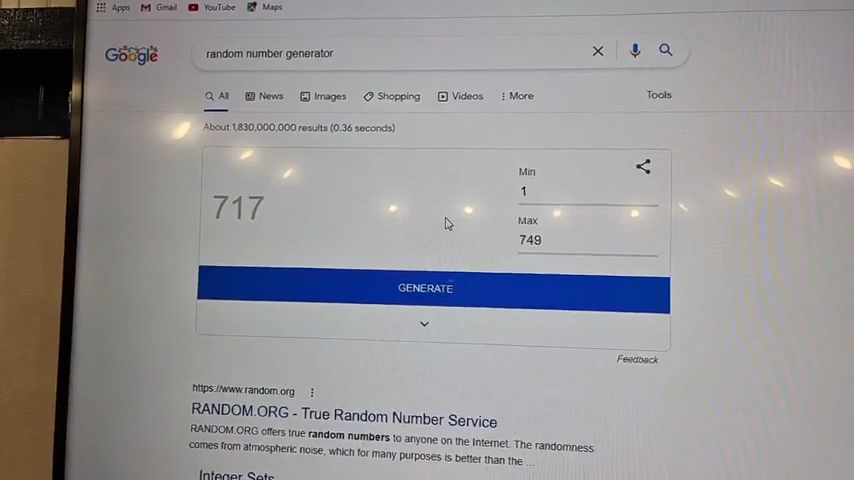 Apps Gmail YouTube Maps
Google random number generator
All News Images Shopping Videos More Tools
About 1,830,000,000 results (0.36 seconds)
Min
1
717
Max
749
GENERATE
Feedback
https://www.random.org
RANDOM.ORG - True Random Number Service
RANDOM.ORG offers true random numbers to anyone on the Internet. The randomness
comes from atmospheric noise, which for many purposes is better than the ...
Integer Sets